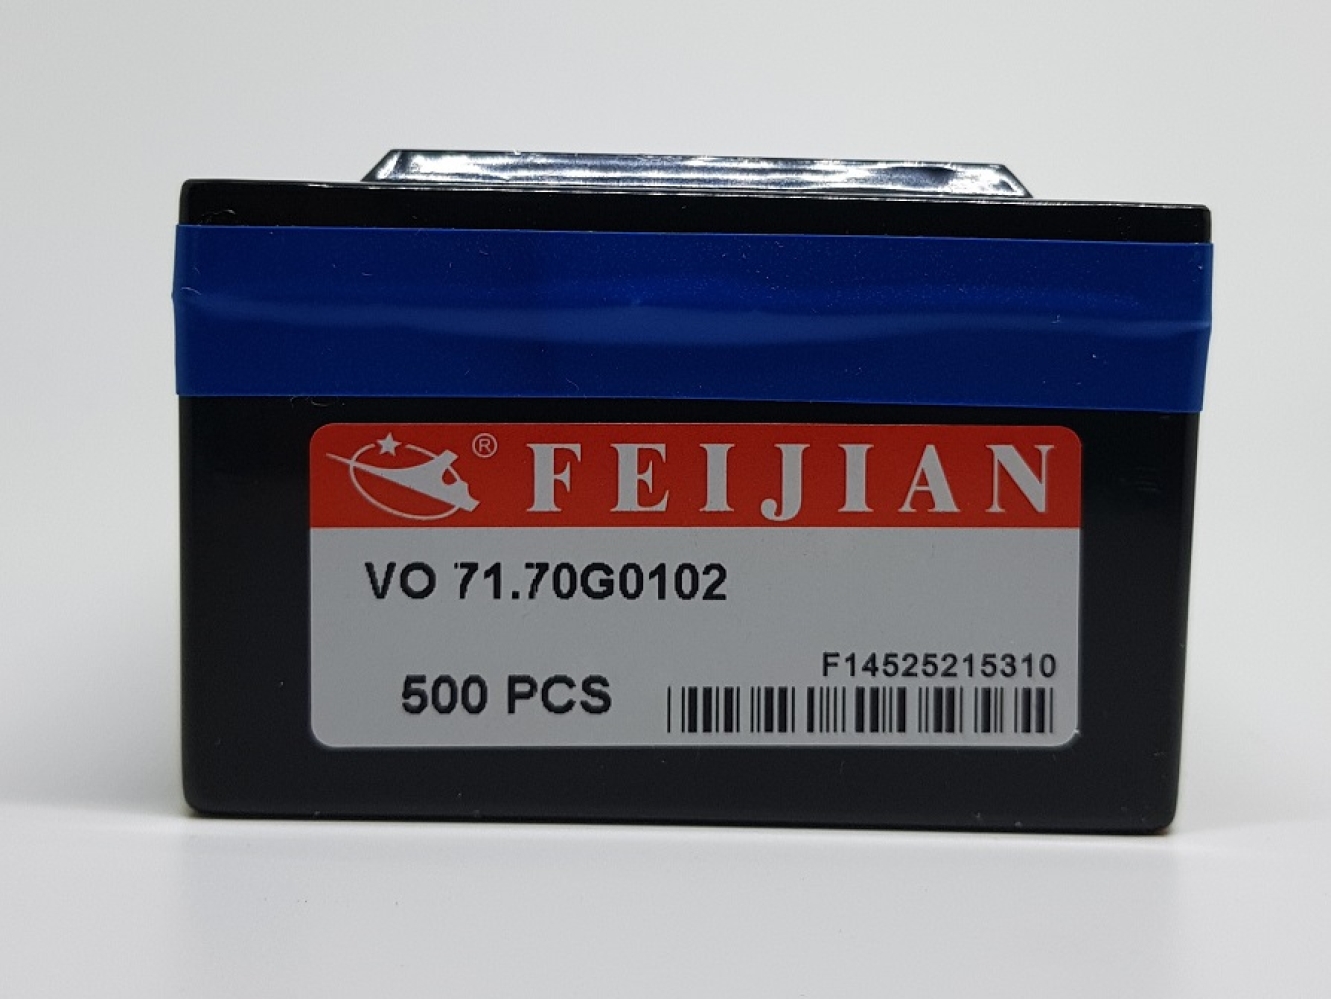 ® FEIJIAN
VO 71.70G0102
F14525215310
500 PCS